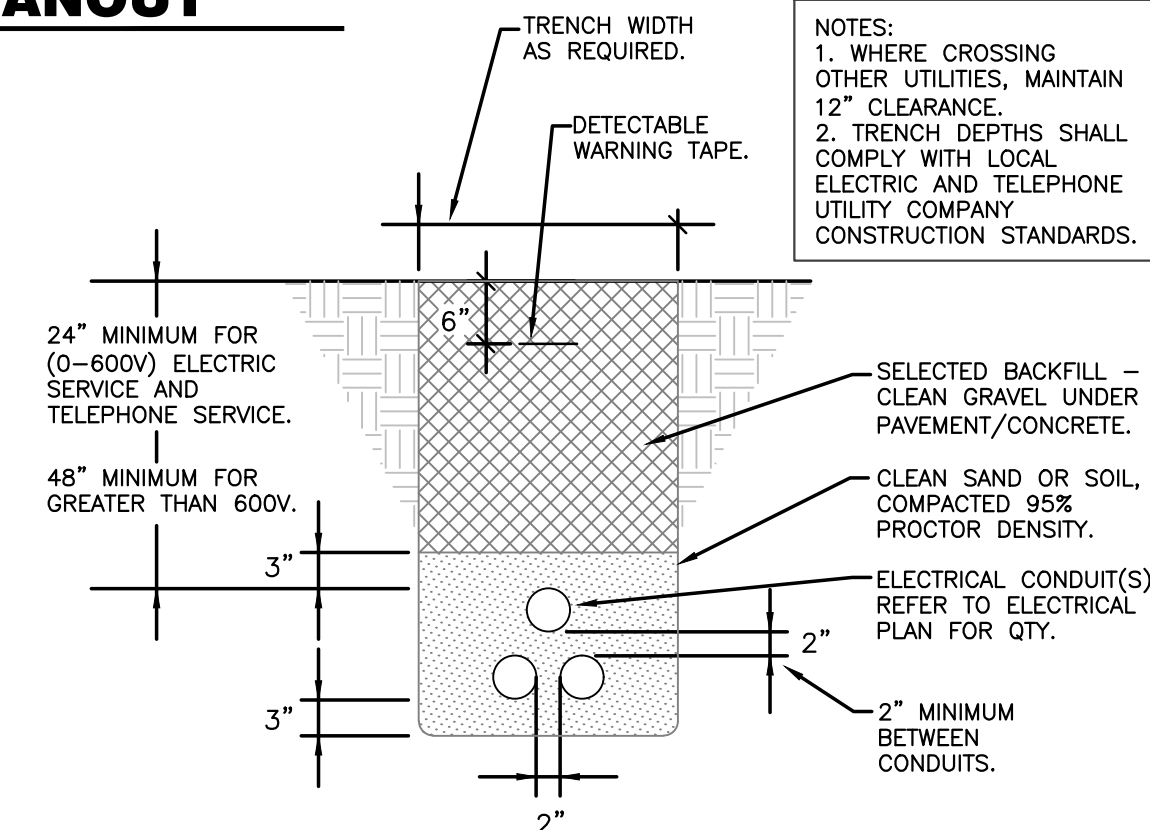 ANOUT
TRENCH WIDTH
AS REQUIRED.
DETECTABLE
WARNING TAPE.
NOTES:
1. WHERE CROSSING
OTHER UTILITIES, MAINTAIN
12" CLEARANCE.
2. TRENCH DEPTHS SHALL
COMPLY WITH LOCAL
ELECTRIC AND TELEPHONE
UTILITY COMPANY
CONSTRUCTION STANDARDS.
6"
24" MINIMUM FOR
(0-600V) ELECTRIC
SERVICE AND
TELEPHONE SERVICE.
48" MINIMUM FOR
GREATER THAN 600V.
3"
3"
SELECTED BACKFILL –
CLEAN GRAVEL UNDER
PAVEMENT/CONCRETE.
CLEAN SAND OR SOIL,
COMPACTED 95%
PROCTOR DENSITY.
ELECTRICAL CONDUIT(S)
REFER TO ELECTRICAL
PLAN FOR QTY.
2"
2" MINIMUM
BETWEEN
CONDUITS.
2"